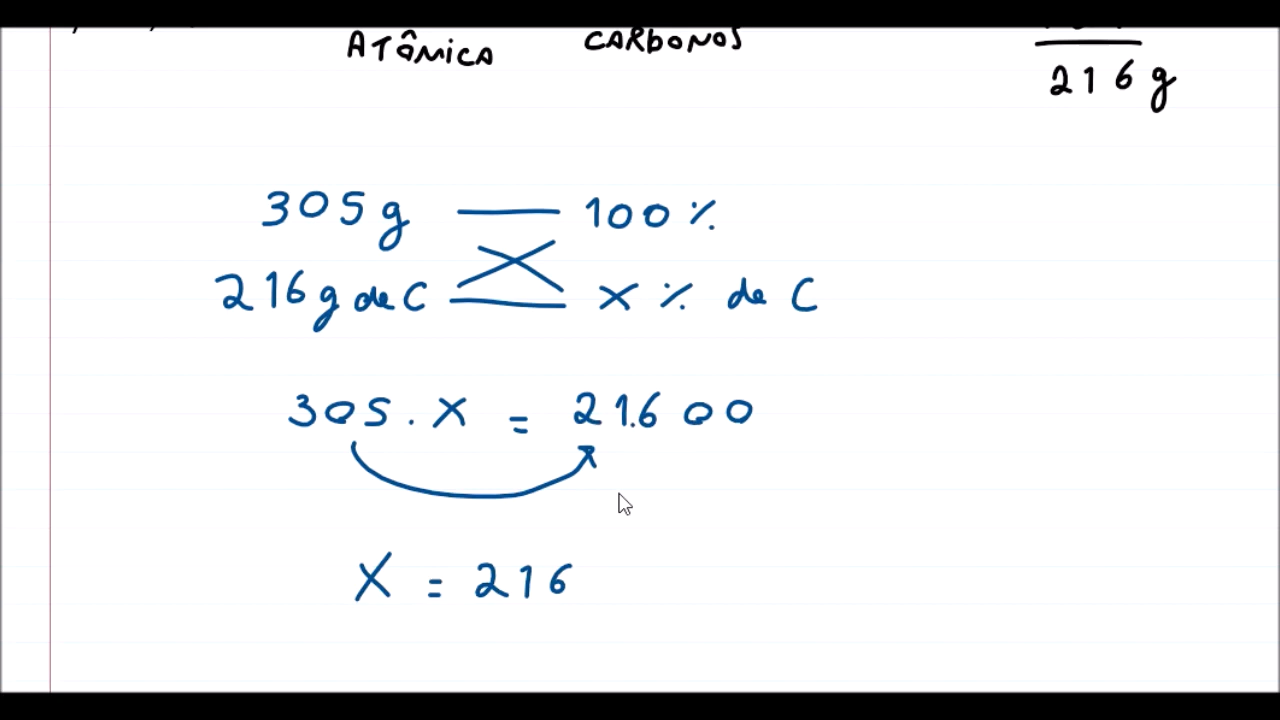 ATÔMICA CARBONOS
216 g
305 g — 100 %
216 g de C — X % de C
305 . X = 21.600
X = 216